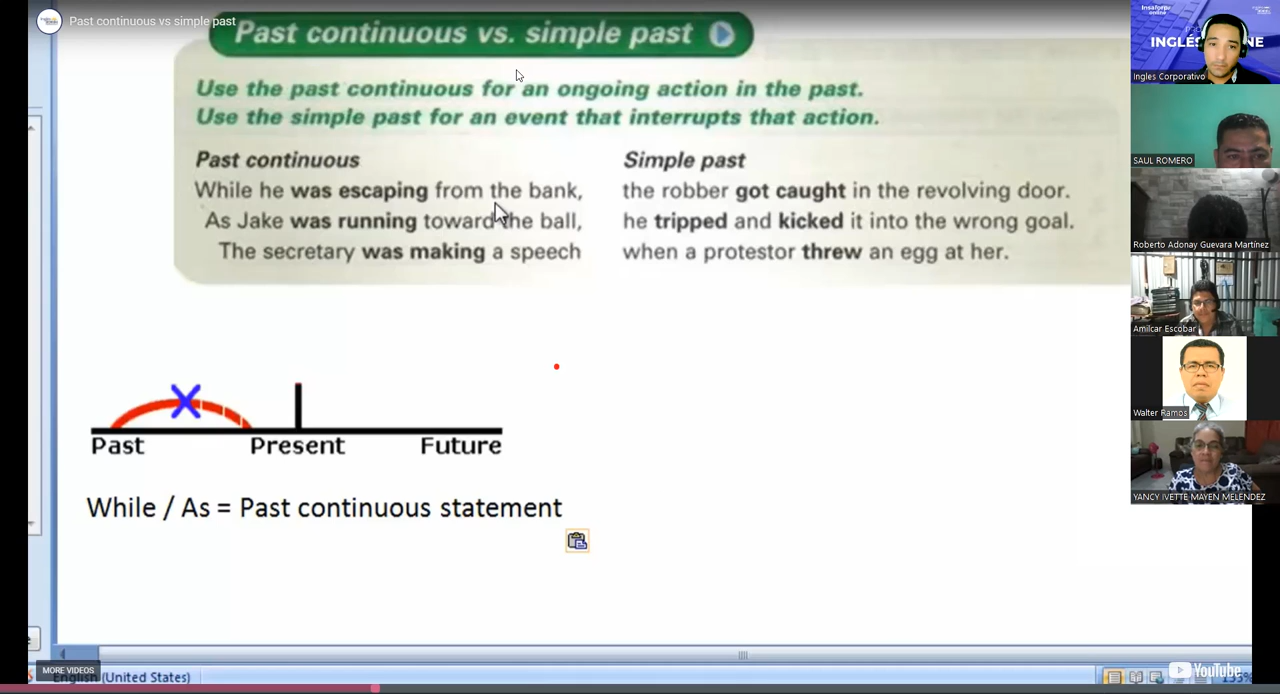 Past continuous vs simple past
Past continuous vs. simple past
Use the past continuous for an ongoing action in the past.
Use the simple past for an event that interrupts that action.
Past continuous
While he was escaping from the bank,
As Jake was running toward the ball,
The secretary was making a speech
Simple past
the robber got caught in the revolving door.
he tripped and kicked it into the wrong goal.
when a protestor threw an egg at her.
Past Present Future
While / As = Past continuous statement
MORE VIDEOS
English (United States)
YouTube
Insaforp
online
Ingles Corporativo
SAUL ROMERO
Roberto Adonay Guevara Martínez
Amilcar Escobar
Walter Ramos
YANCY IVETTE MAYEN MELENDEZ